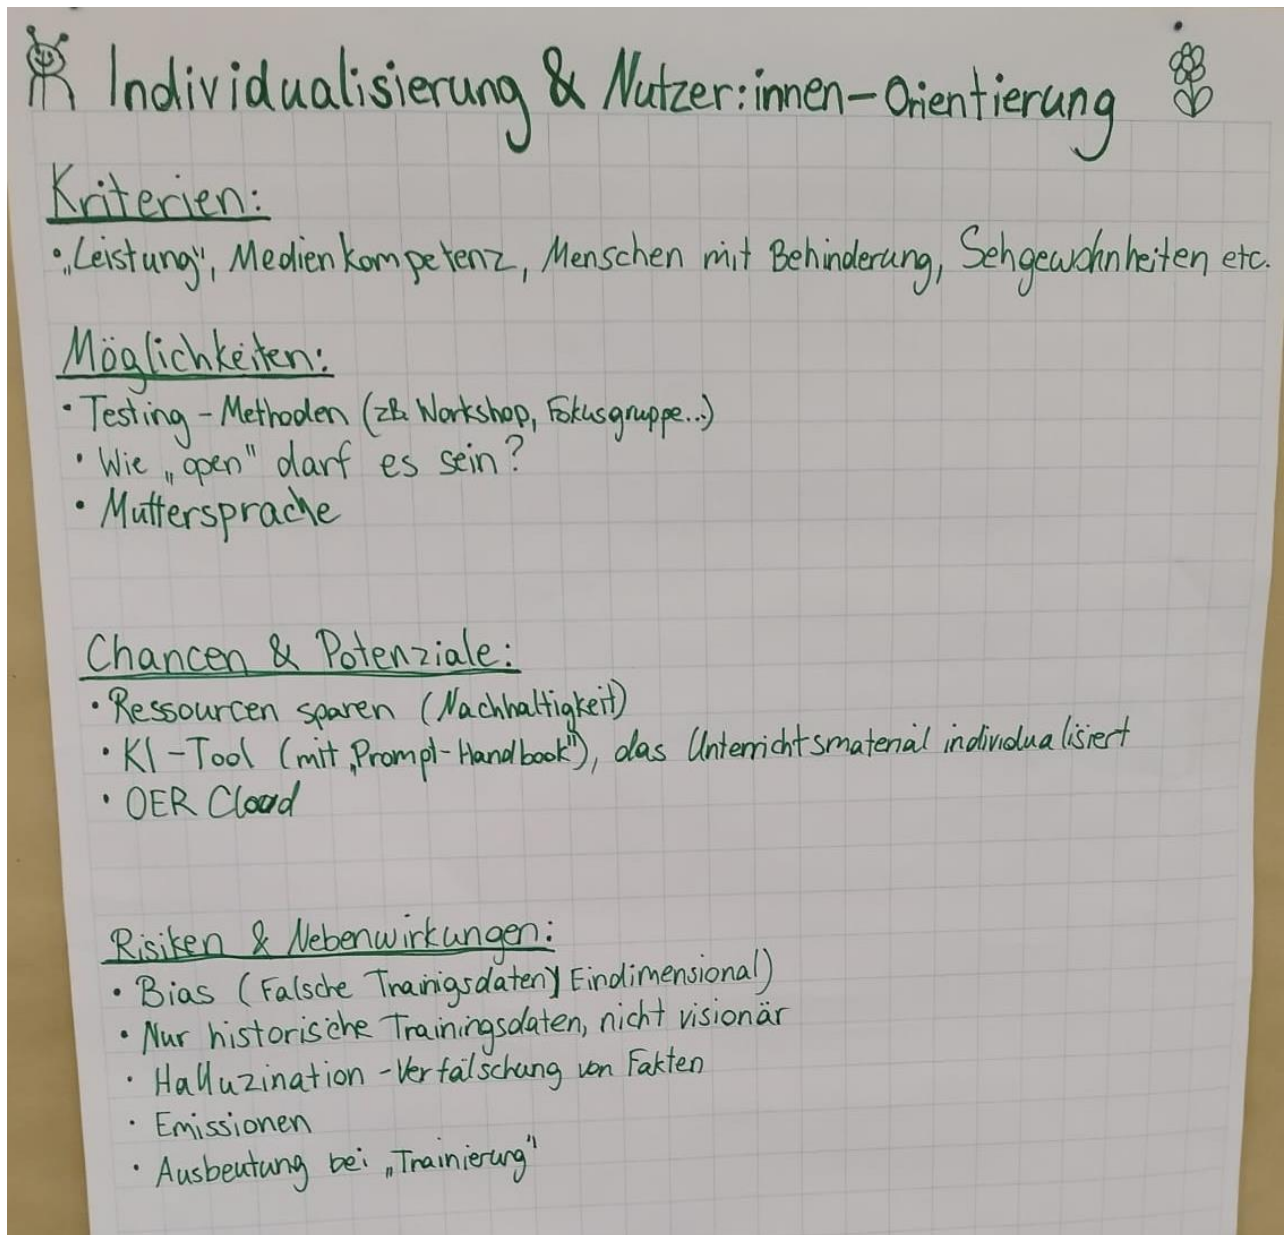 Individualisierung & Nutzer:innen-Orientierung
Kriterien:
• „Leistung", Medienkompetenz, Menschen mit Behinderung, Sehgewohnheiten etc.
Möglichkeiten:
• Testing-Methoden (zB Workshop, Fokusgruppe...)
• Wie „open" darf es sein?
• Muttersprache
Chancen & Potenziale:
• Ressourcen sparen (Nachhaltigkeit)
• KI-Tool (mit „Prompt-Handbook"), das Unterrichtsmaterial individualisiert
• OER Cloud
Risiken & Nebenwirkungen:
• Bias (Falsche Trainigsdaten) Eindimensional)
• Nur historische Trainingsdaten, nicht visionär
• Halluzination - Verfälschung von Fakten
• Emissionen
• Ausbeutung bei „Trainierung"